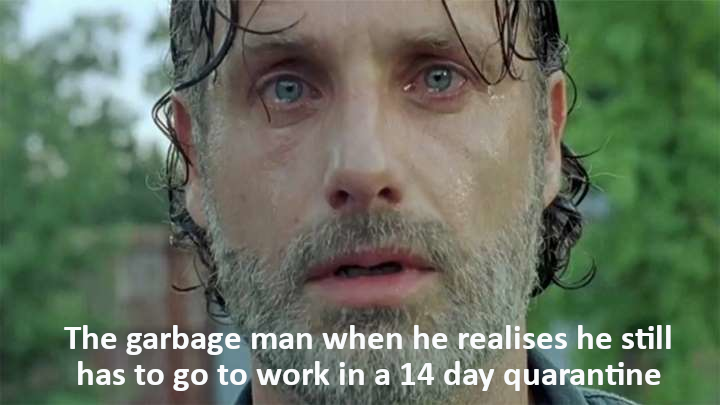 The garbage man when he realises he still
has to go to work in a 14 day quarantine